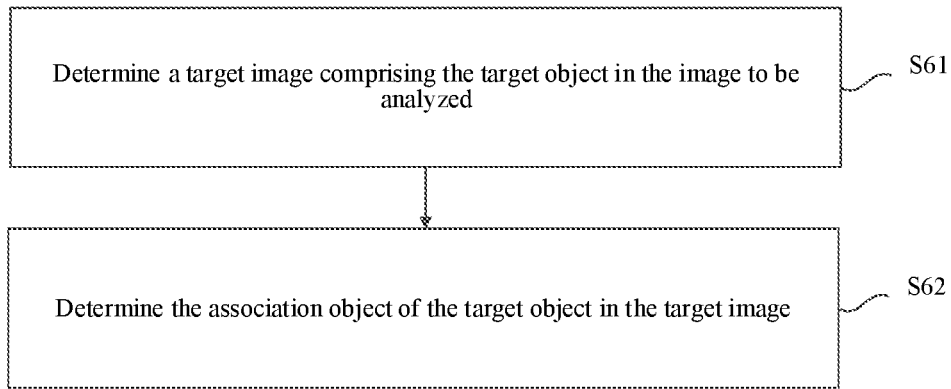 Determine a target image comprising the target object in the image to be
analyzed
S61
Determine the association object of the target object in the target image
S62